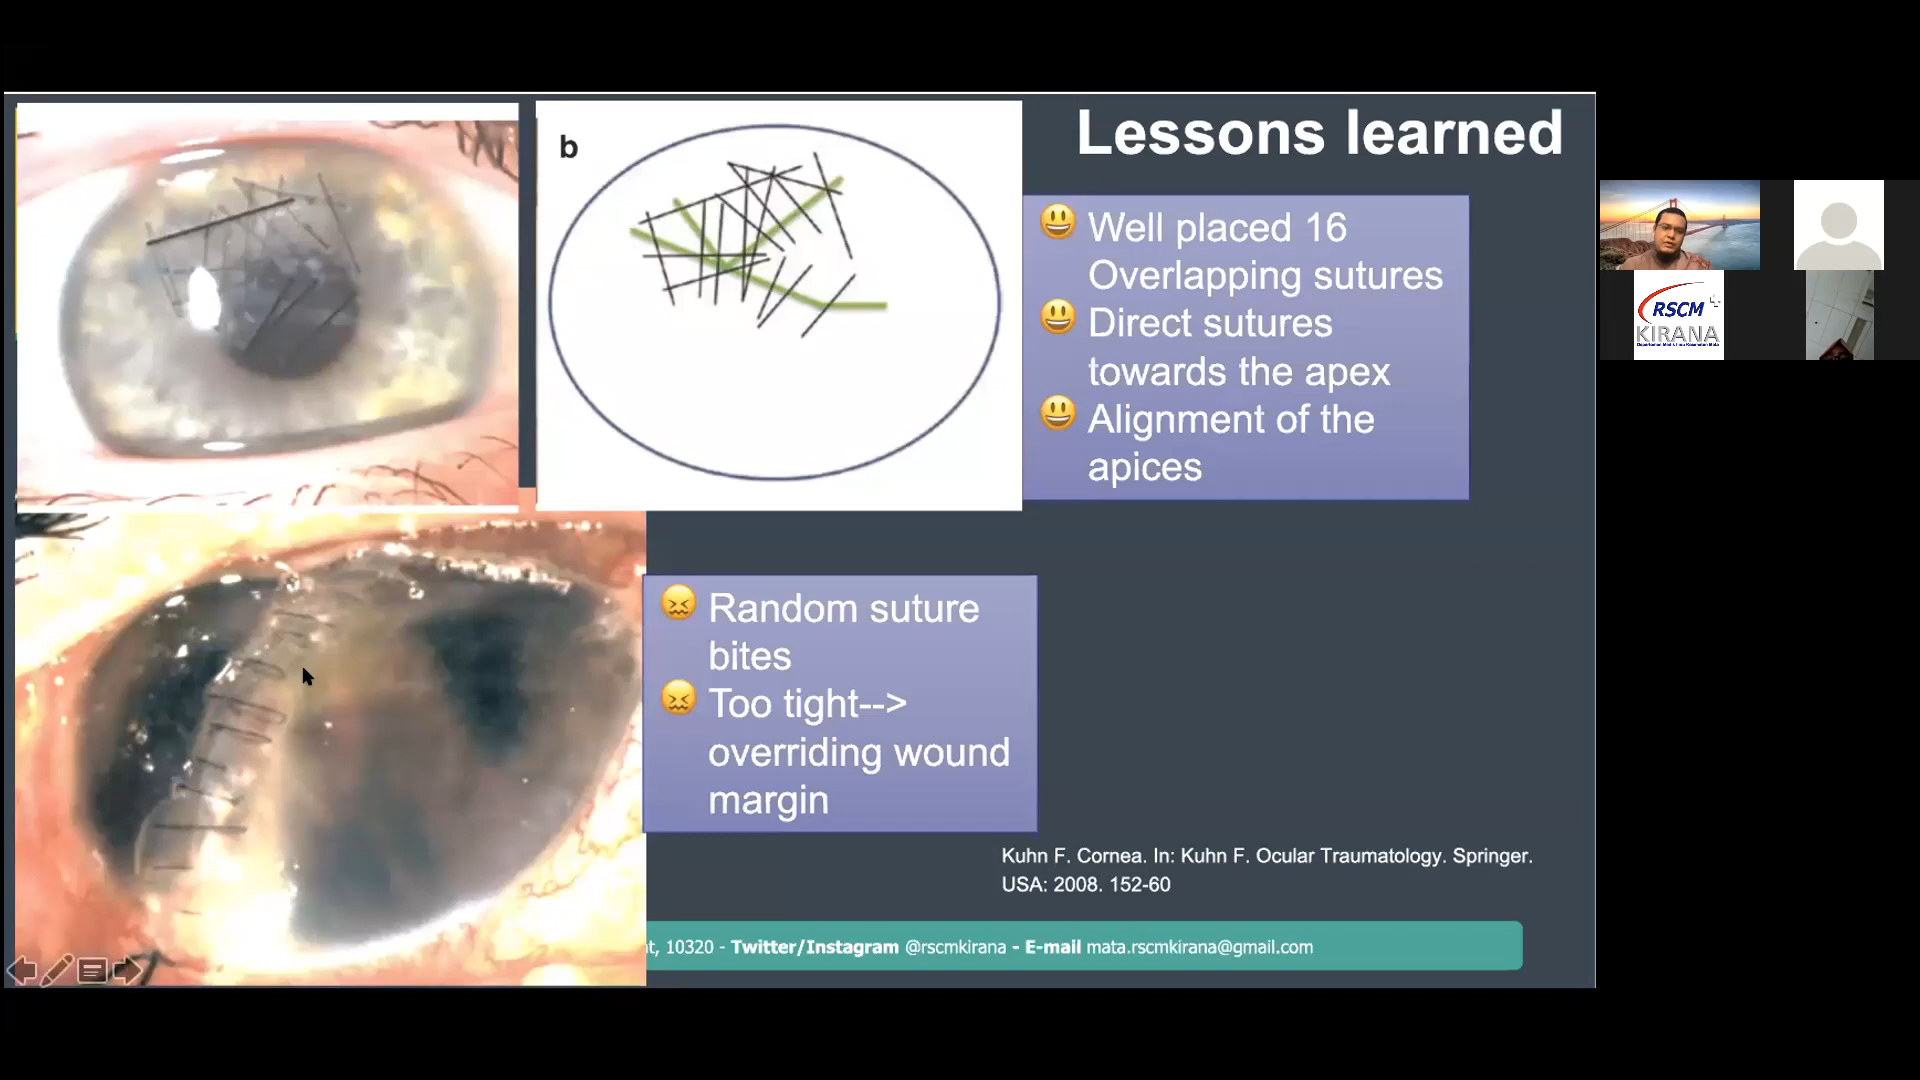 Lessons learned
b
Well placed 16
Overlapping sutures
Direct sutures
towards the apex
Alignment of the
apices
Random suture
bites
Too tight-->
overriding wound
margin
Kuhn F. Cornea. In: Kuhn F. Ocular Traumatology. Springer.
USA: 2008. 152-60
t, 10320 - Twitter/Instagram @rscmkirana - E-mail mata.rscmkirana@gmail.com
RSCM
KIRANA